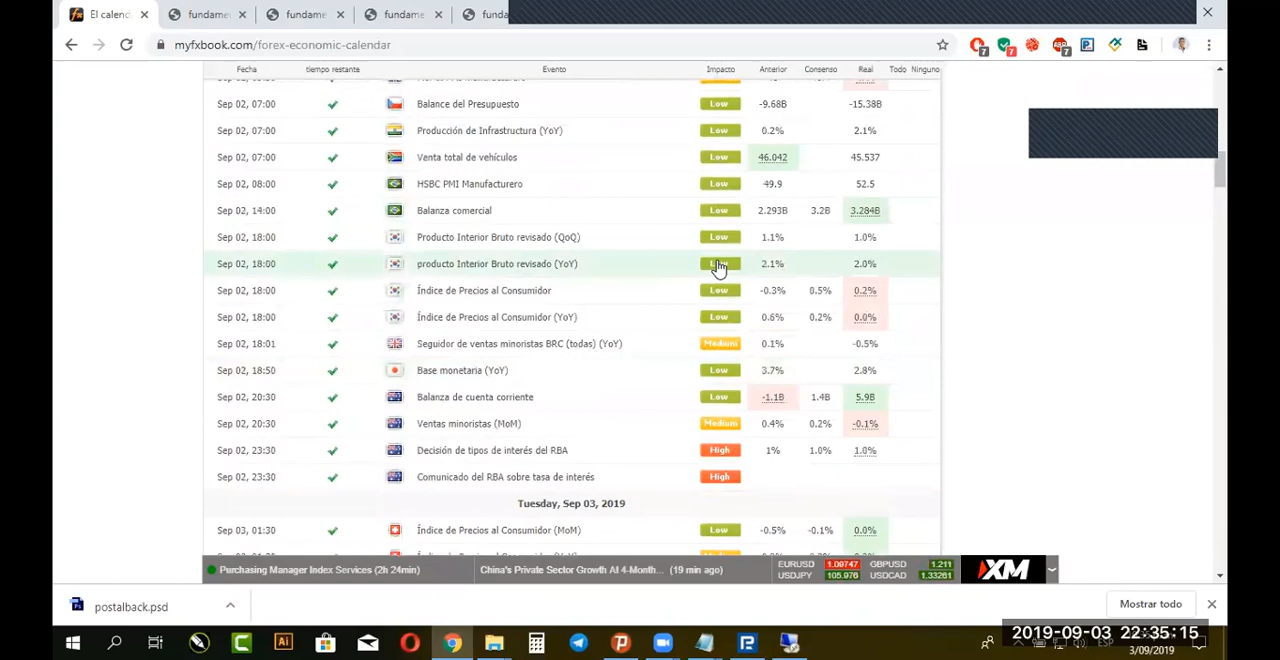 El calend
fundame
fundame
fundame
funda
myfxbook.com/forex-economic-calendar
7
7
7
Fecha tiempo restante Evento Impacto Anterior Consenso Real Todo Ninguno
Sep 02, 07:00 Balance del Presupuesto Low -9.68B -15.38B
Sep 02, 07:00 Producción de Infrastructura (YoY) Low 0.2% 2.1%
Sep 02, 07:00 Venta total de vehículos Low 46.042 45.537
Sep 02, 08:00 HSBC PMI Manufacturero Low 49.9 52.5
Sep 02, 14:00 Balanza comercial Low 2.293B 3.2B 3.284B
Sep 02, 18:00 Producto Interior Bruto revisado (QoQ) Low 1.1% 1.0%
Sep 02, 18:00 producto Interior Bruto revisado (YoY) 2.1% 2.0%
Sep 02, 18:00 Índice de Precios al Consumidor Low -0.3% 0.5% 0.2%
Sep 02, 18:00 Índice de Precios al Consumidor (YoY) Low 0.6% 0.2% 0.0%
Sep 02, 18:01 Seguidor de ventas minoristas BRC (todas) (YoY) Medium 0.1% -0.5%
Sep 02, 18:50 Base monetaria (YoY) Low 3.7% 2.8%
Sep 02, 20:30 Balanza de cuenta corriente Low -1.1B 1.4B 5.9B
Sep 02, 20:30 Ventas minoristas (MoM) Medium 0.4% 0.2% -0.1%
Sep 02, 23:30 Decisión de tipos de interés del RBA High 1% 1.0% 1.0%
Sep 02, 23:30 Comunicado del RBA sobre tasa de interés High
Tuesday, Sep 03, 2019
Sep 03, 01:30 Índice de Precios al Consumidor (MoM) Low -0.5% -0.1% 0.0%
Purchasing Manager Index Services (2h 24min) China's Private Sector Growth At 4-Month... (19 min ago)
EURUSD 1.09747 GBPUSD 1.211
USDJPY 105.976 USDCAD 1.33261
XM
postalback.psd
Mostrar todo
2019-09-03 22:35:15
3/09/2019